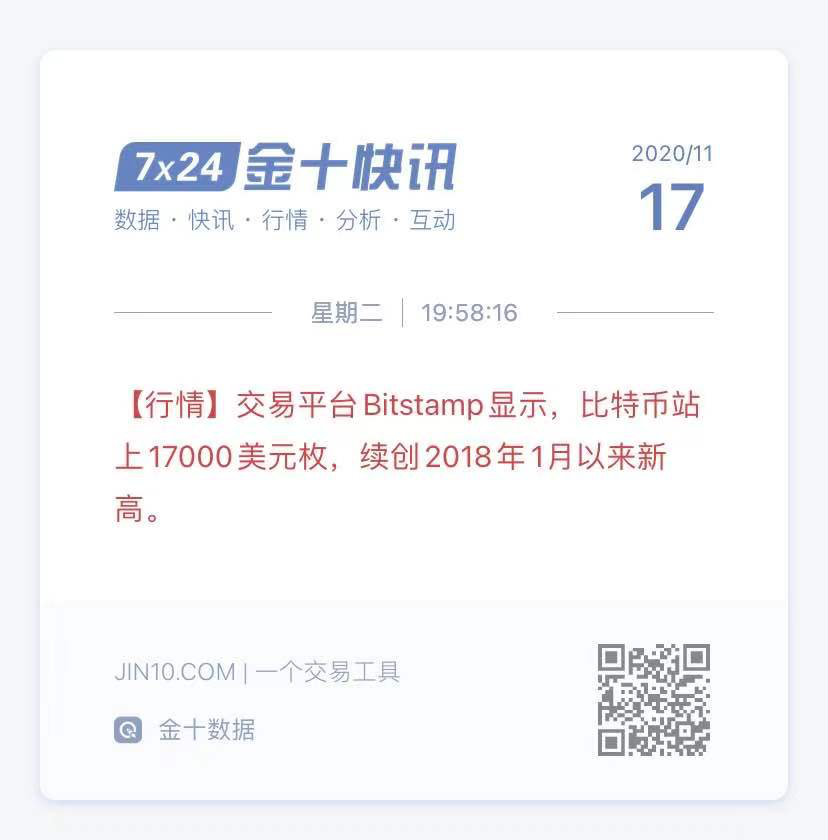 7x24 金十快讯
数据 · 快讯 · 行情 · 分析 · 互动
2020/11
17
星期二 | 19:58:16
【行情】交易平台Bitstamp显示，比特币站
上17000美元枚，续创2018年1月以来新
高。
JIN10.COM | 一个交易工具
金十数据